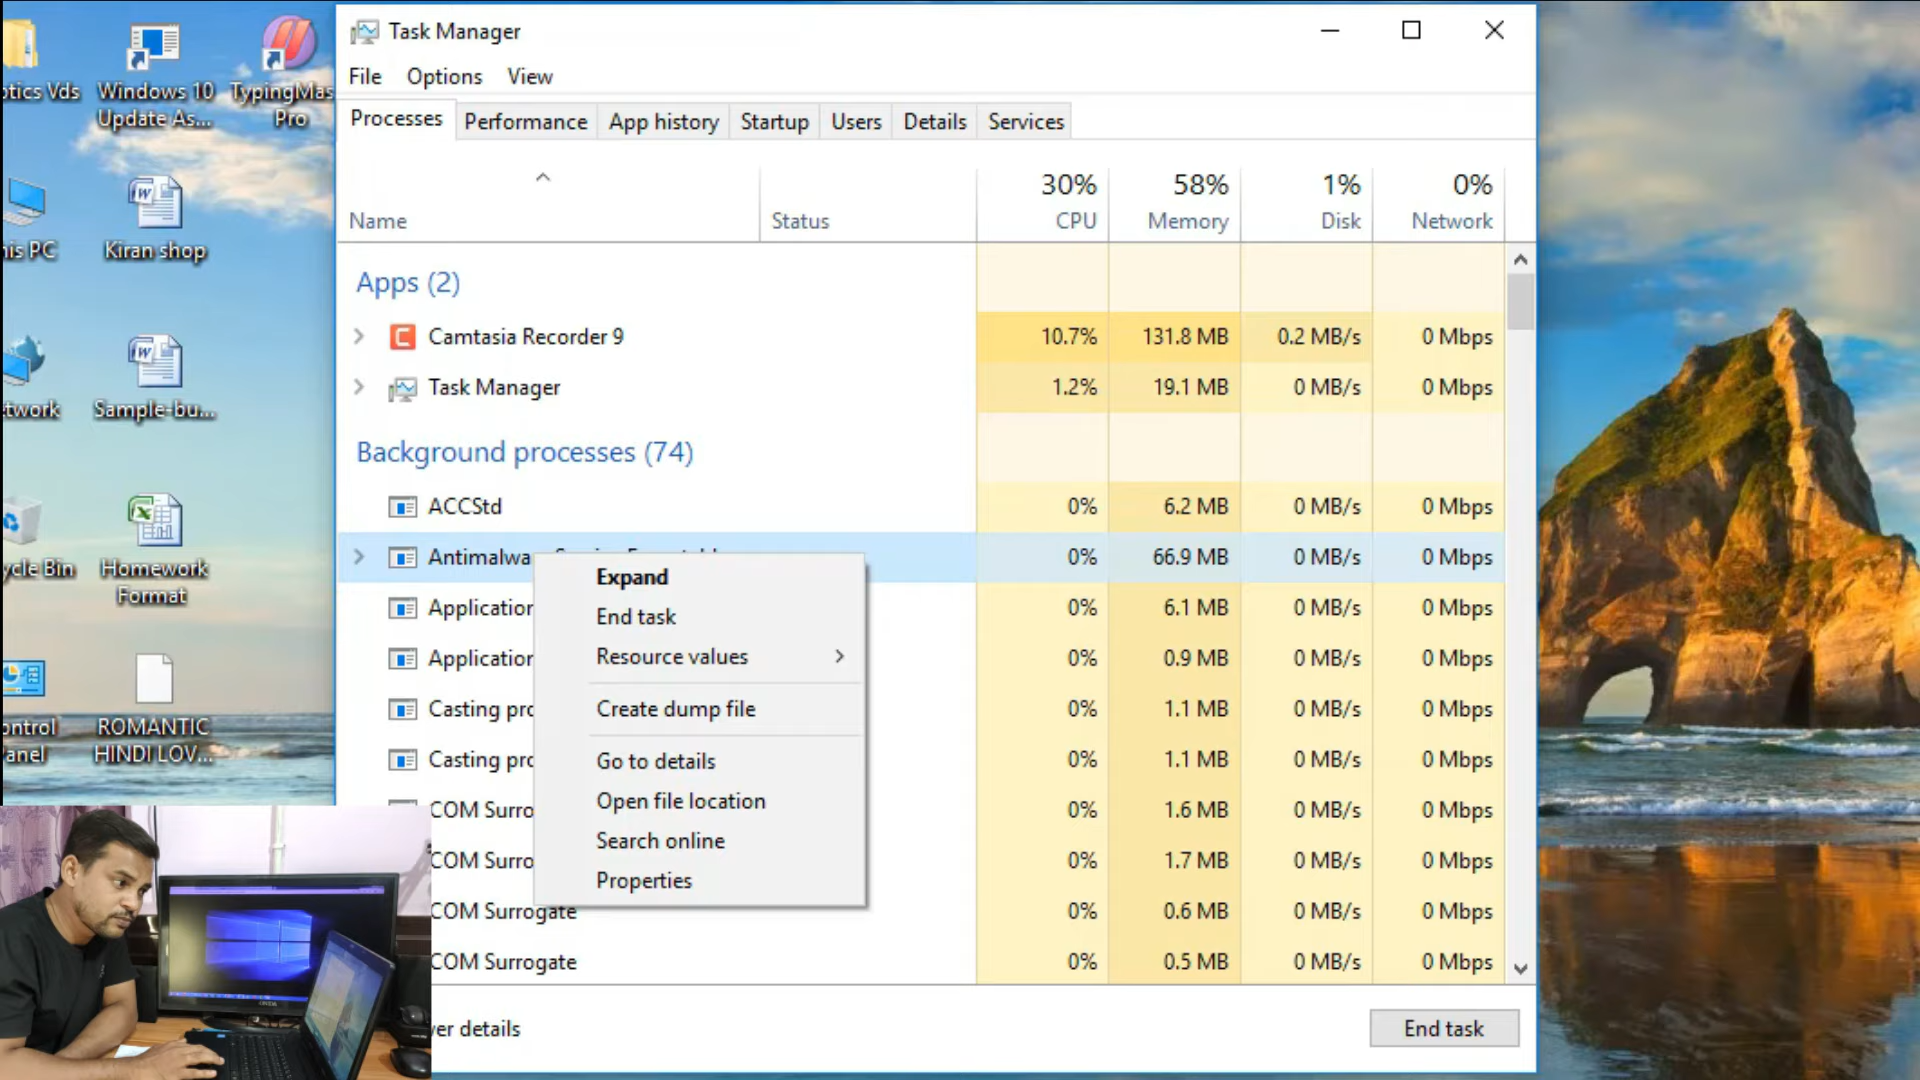 Task Manager
File Options View
Processes Performance App history Startup Users Details Services
30% 58% 1% 0%
Name Status CPU Memory Disk Network
Apps (2)
Camtasia Recorder 9 10.7% 131.8 MB 0.2 MB/s 0 Mbps
Task Manager 1.2% 19.1 MB 0 MB/s 0 Mbps
Background processes (74)
ACCStd 0% 6.2 MB 0 MB/s 0 Mbps
Antimalwa 0% 66.9 MB 0 MB/s 0 Mbps
Application 0% 6.1 MB 0 MB/s 0 Mbps
Application 0% 0.9 MB 0 MB/s 0 Mbps
Casting pro 0% 1.1 MB 0 MB/s 0 Mbps
Casting pro 0% 1.1 MB 0 MB/s 0 Mbps
COM Surro 0% 1.6 MB 0 MB/s 0 Mbps
COM Surro 0% 1.7 MB 0 MB/s 0 Mbps
COM Surrogate 0% 0.6 MB 0 MB/s 0 Mbps
COM Surrogate 0% 0.5 MB 0 MB/s 0 Mbps
Expand
End task
Resource values
Create dump file
Go to details
Open file location
Search online
Properties
er details
End task
otics Vds
Windows 10
Update As...
TypingMas
Pro
his PC
Kiran shop
twork
Sample-bu...
ycle Bin
Homework
Format
ontrol
anel
ROMANTIC
HINDI LOV...